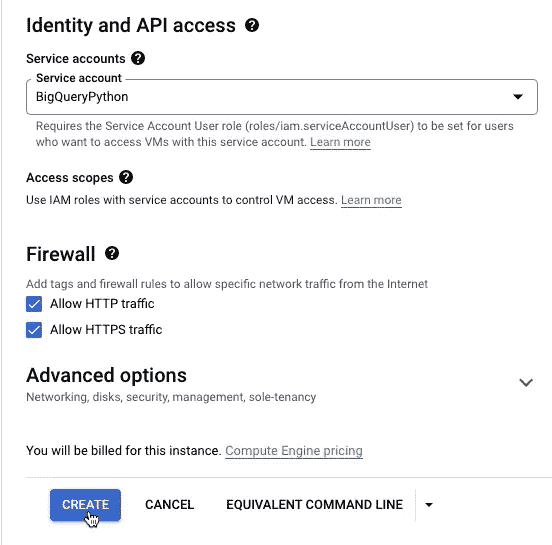 Identity and API access
Service accounts
Service account
BigQueryPython
Requires the Service Account User role (roles/iam.serviceAccountUser) to be set for users
who want to access VMs with this service account. Learn more
Access scopes
Use IAM roles with service accounts to control VM access. Learn more
Firewall
Add tags and firewall rules to allow specific network traffic from the Internet
Allow HTTP traffic
Allow HTTPS traffic
Advanced options
Networking, disks, security, management, sole-tenancy
You will be billed for this instance. Compute Engine pricing
CREATE CANCEL EQUIVALENT COMMAND LINE